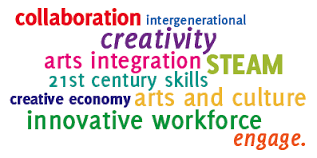 collaboration intergenerational
creativity
arts integration STEAM
21st century skills
creative economy arts and culture
innovative workforce
engage.